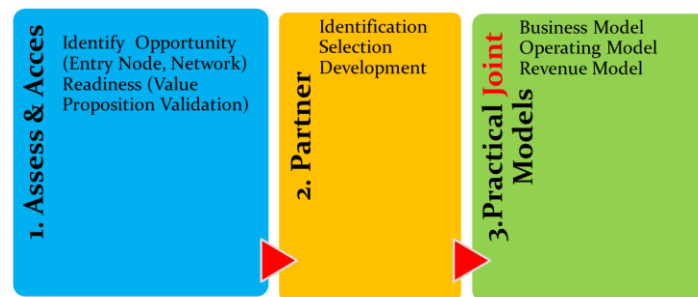 1. Assess & Acces
Identify Opportunity
(Entry Node, Network)
Readiness (Value
Proposition Validation)
2. Partner
Identification
Selection
Development
3.Practical Joint
Models
Business Model
Operating Model
Revenue Model